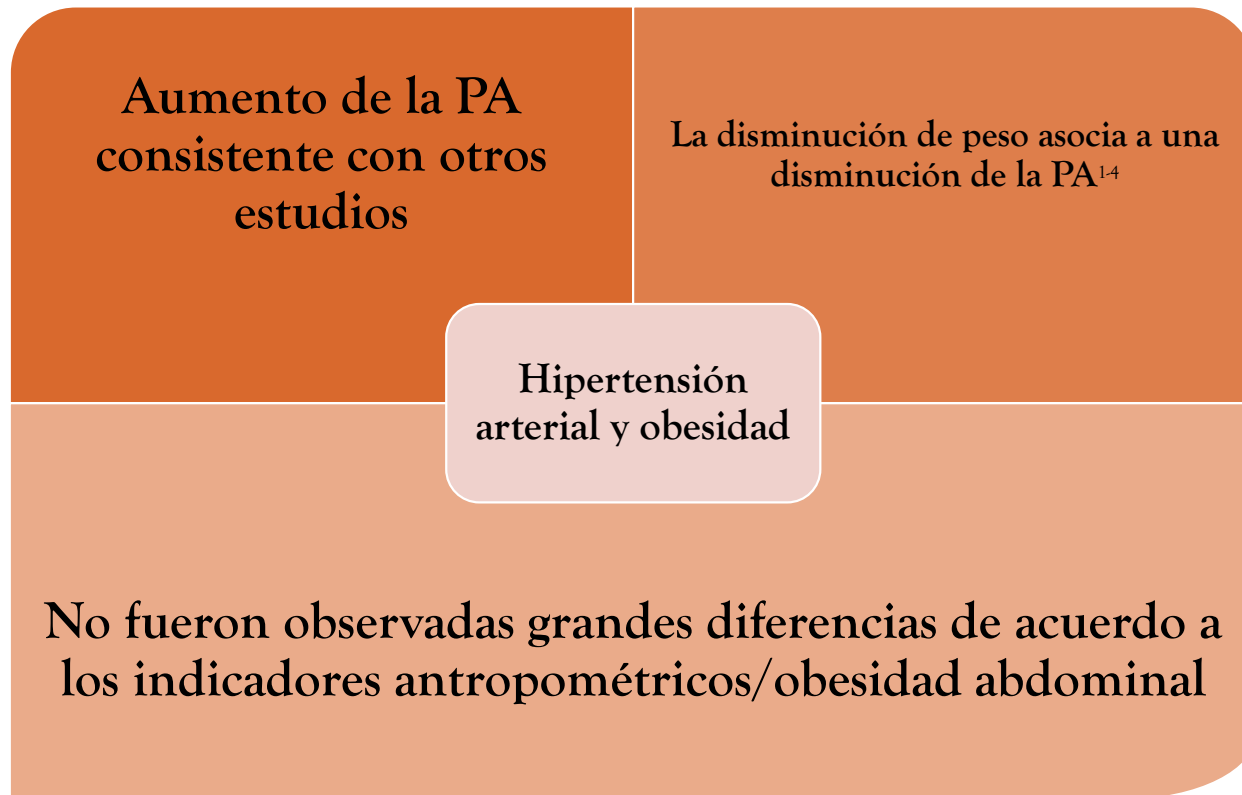 Aumento de la PA
consistente con otros
estudios
La disminución de peso asocia a una
disminución de la PA1-4
Hipertensión
arterial y obesidad
No fueron observadas grandes diferencias de acuerdo a
los indicadores antropométricos/obesidad abdominal